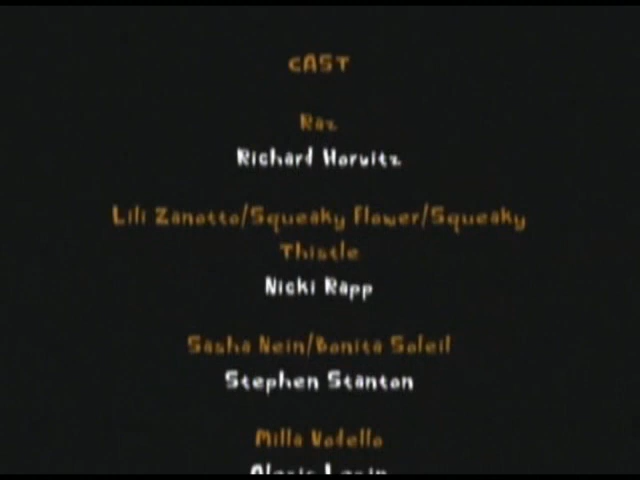 CAST
Raz
Richard Horvitz
Lili Zanotto/Squeaky Flower/Squeaky
Thistle
Nicki Rapp
Sasha Nein/Bonita Soleil
Stephen Stanton
Milla Vodello